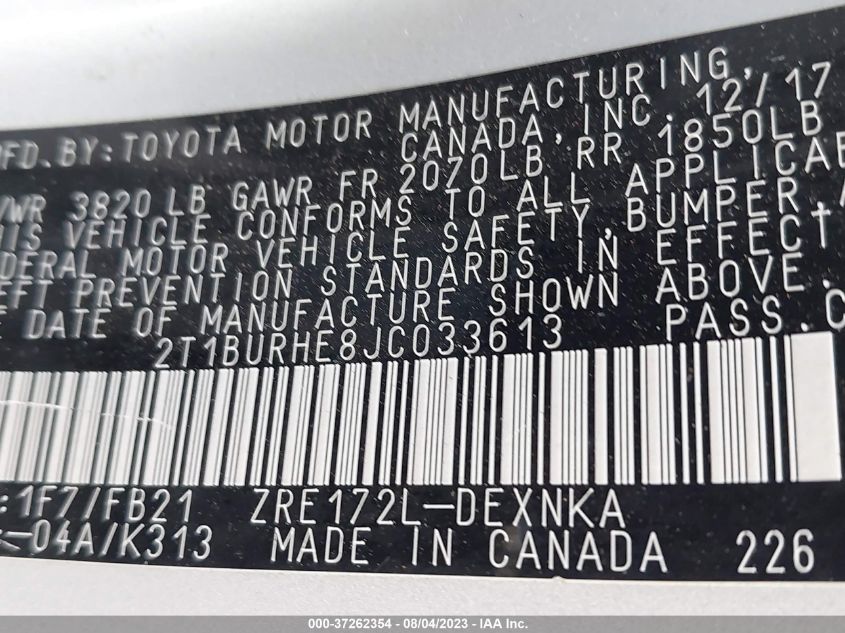 MFD. BY: TOYOTA MOTOR MANUFACTURING,
CANADA, INC. 12/17
VWR 3820 LB GAWR FR 2070LB RR 1850LB
HIS VEHICLE CONFORMS TO ALL APPLICAB
DERAL MOTOR VEHICLE SAFETY, BUMPER, A
EFT PREVENTION STANDARDS IN EFFECT
E DATE OF MANUFACTURE SHOWN ABOVE.
2T1BURHE8JC033613 PASS. C
:1F7/FB21 ZRE172L-DEXNKA
-04A/K313 MADE IN CANADA 226
000-37262354 - 08/04/2023 - IAA Inc.